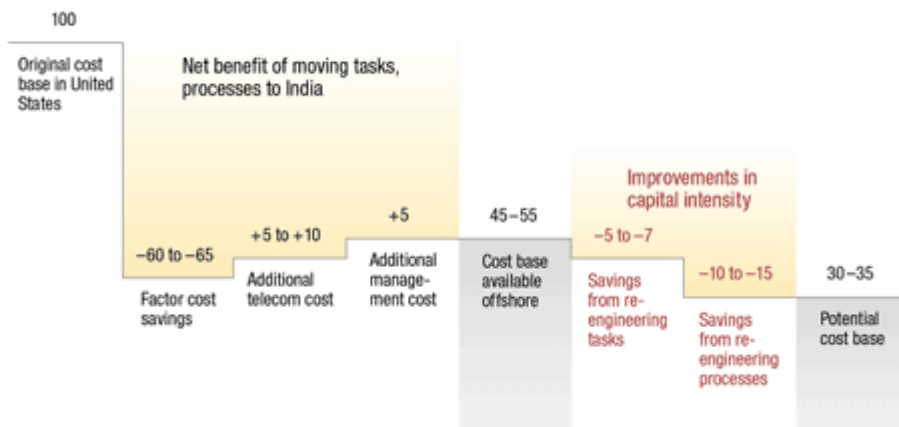 100
Original cost
base in United
States
Net benefit of moving tasks,
processes to India
–60 to –65
Factor cost
savings
+5 to +10
Additional
telecom cost
+5
Additional
manage-
ment cost
45–55
Cost base
available
offshore
Improvements in
capital intensity
–5 to –7
Savings
from re-
engineering
tasks
–10 to –15
Savings
from re-
engineering
processes
30–35
Potential
cost base